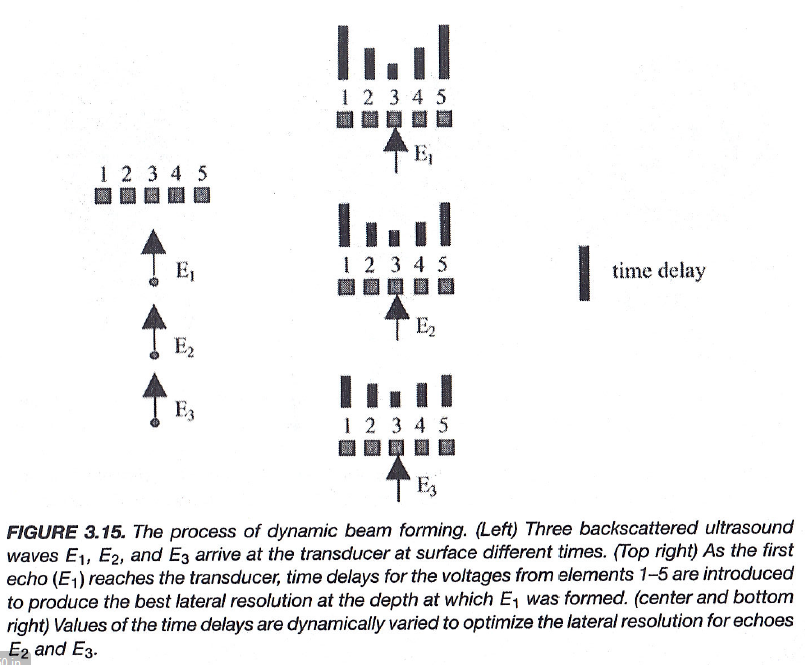 1 2 3 4 5
E1
1 2 3 4 5
E1
E2
E3
1 2 3 4 5
E2
time delay
1 2 3 4 5
E3
FIGURE 3.15. The process of dynamic beam forming. (Left) Three backscattered ultrasound
waves E1, E2, and E3 arrive at the transducer at surface different times. (Top right) As the first
echo (E1) reaches the transducer, time delays for the voltages from elements 1–5 are introduced
to produce the best lateral resolution at the depth at which E1 was formed. (center and bottom
right) Values of the time delays are dynamically varied to optimize the lateral resolution for echoes
E2 and E3.